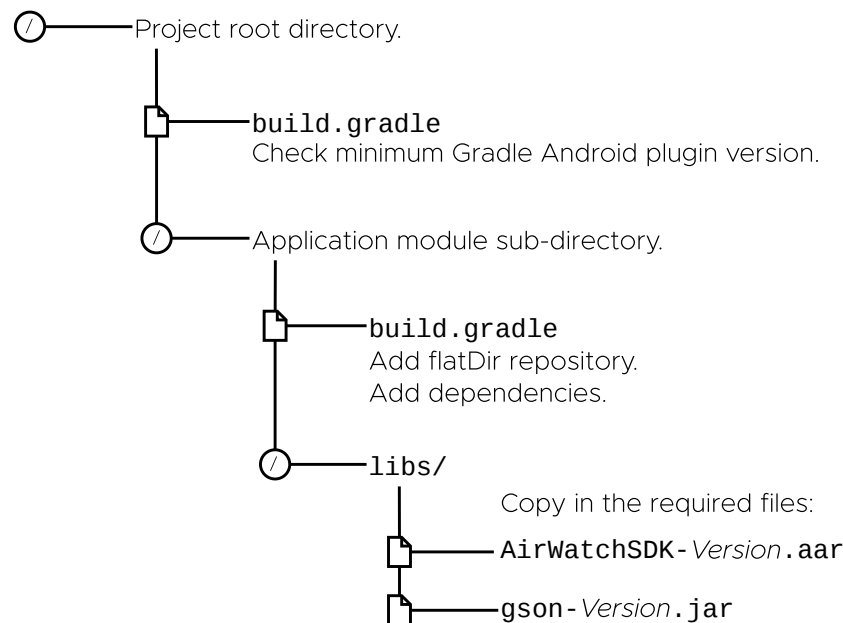 / Project root directory.
build.gradle
Check minimum Gradle Android plugin version.
/ Application module sub-directory.
build.gradle
Add flatDir repository.
Add dependencies.
/ libs/
Copy in the required files:
AirWatchSDK-Version.aar
gson-Version.jar